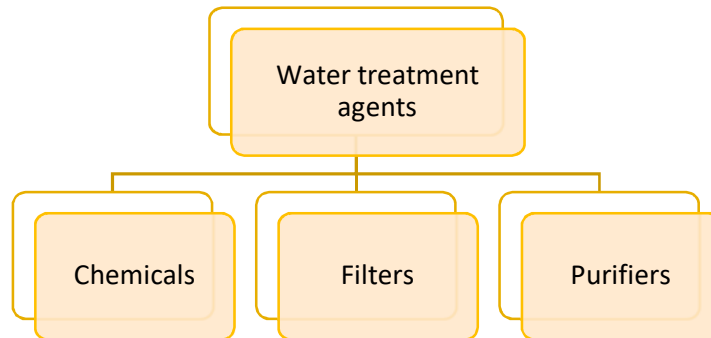 Water treatment
agents
Chemicals
Filters
Purifiers